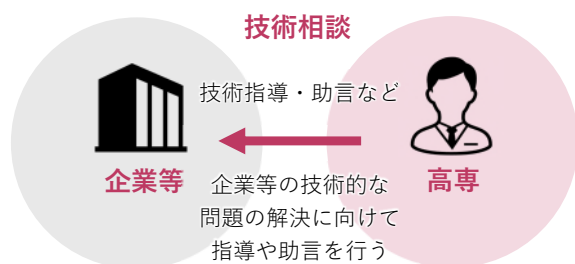 技術相談
技術指導・助言など
企業等
高専
企業等の技術的な
問題の解決に向けて
指導や助言を行う